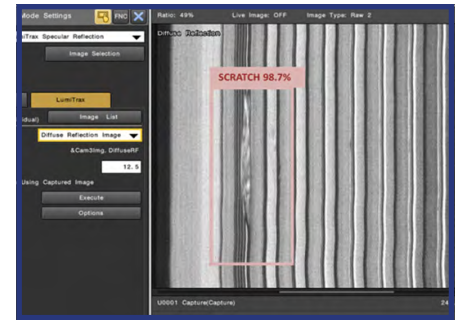 Mode Settings
FNC
Ratio: 49%
Live Image: OFF
Image Type: Raw 2
miTrax Specular Reflection
Diffuse Reflection
Image Selection
SCRATCH 98.7%
LumiTrax
idual)
Image List
Diffuse Reflection Image
&Cam3Img. DiffuseRF
12.5
Using Captured Image
Execute
Options
U0001 Capture(Capture)
24